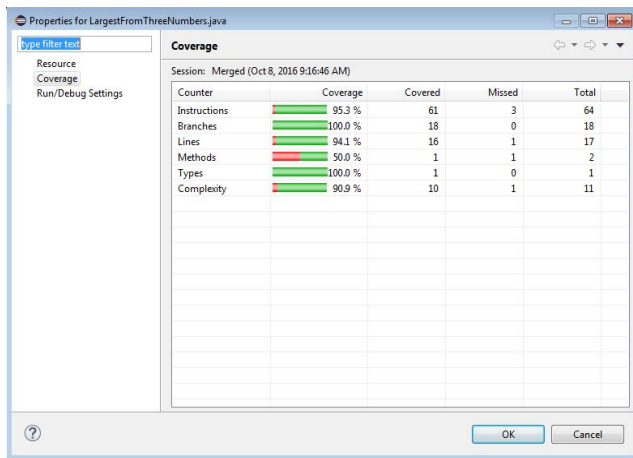 Properties for LargestFromThreeNumbers.java
type filter text
Resource
Coverage
Run/Debug Settings
Coverage
Session: Merged (Oct 8, 2016 9:16:46 AM)
Counter Coverage Covered Missed Total
Instructions 95.3 % 61 3 64
Branches 100.0 % 18 0 18
Lines 94.1 % 16 1 17
Methods 50.0 % 1 1 2
Types 100.0 % 1 0 1
Complexity 90.9 % 10 1 11
?
OK Cancel